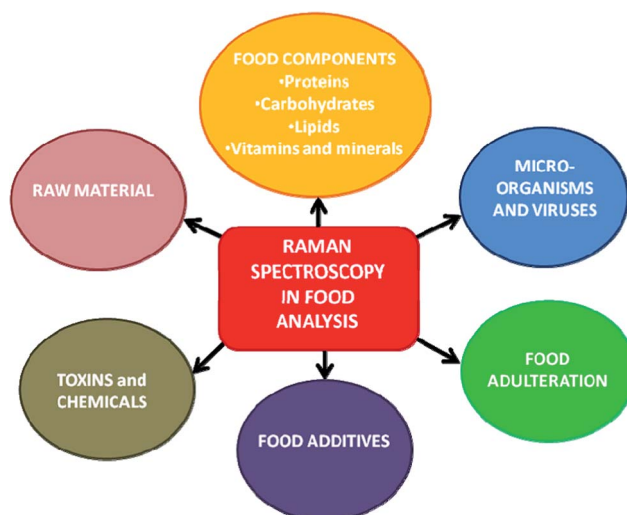 FOOD COMPONENTS
•Proteins
•Carbohydrates
•Lipids
•Vitamins and minerals
RAW MATERIAL
MICRO-
ORGANISMS
AND VIRUSES
RAMAN
SPECTROSCOPY
IN FOOD
ANALYSIS
TOXINS and
CHEMICALS
FOOD
ADULTERATION
FOOD ADDITIVES